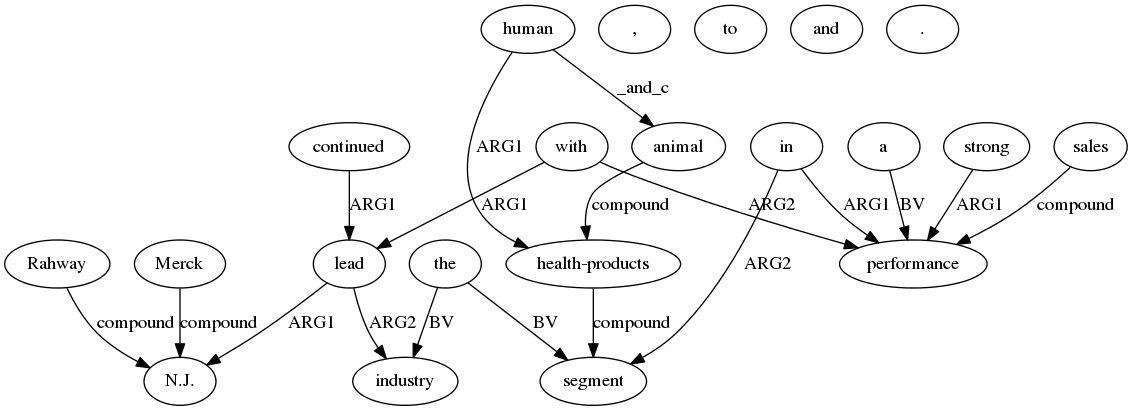 human , to and .
_and_c
continued with animal in a strong sales
ARG1
ARG1 ARG1 compound ARG2 ARG1 BV ARG1 compound
Rahway Merck lead the health-products performance
ARG2
compound compound ARG1 ARG2 BV BV compound
N.J. industry segment